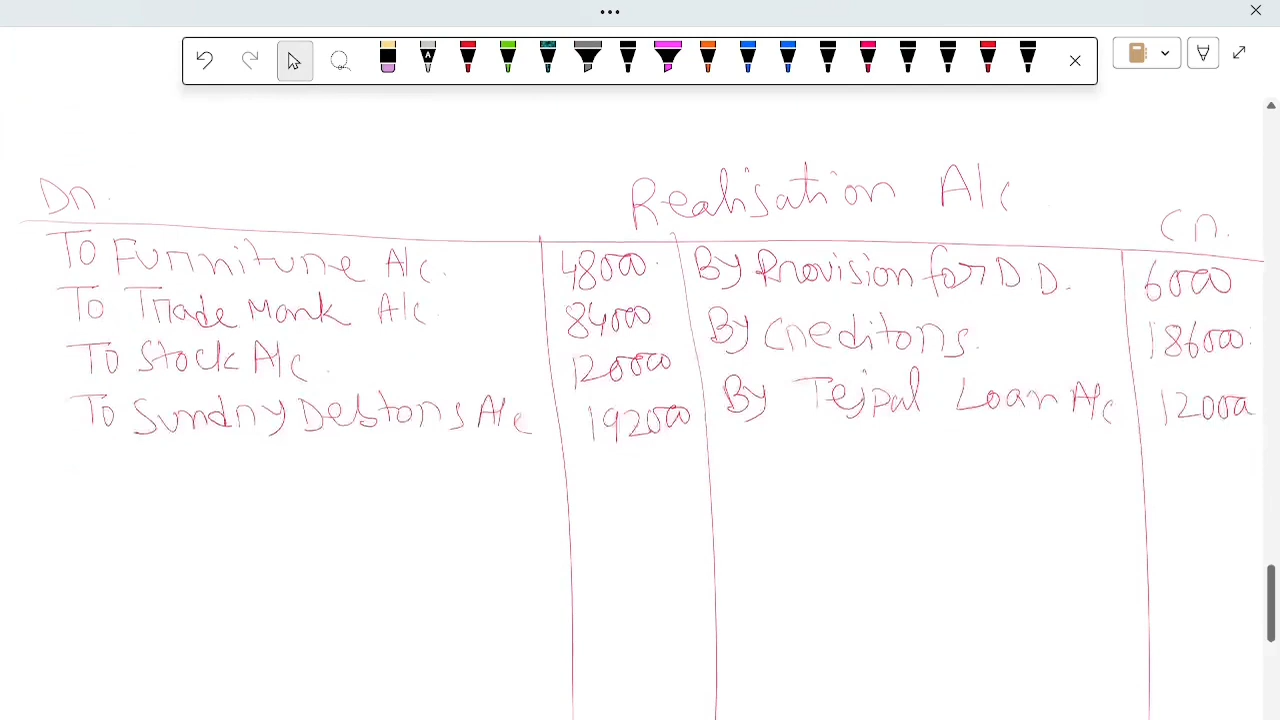 Realisation A/c
Dr.
Cr.
To Furniture A/c. 48000. By Provision for D.D. 6000
To Trade Mark A/c. 84000 By Creditors. 186000.
To Stock A/c. 120000 By Tejpal Loan A/c 12000
To Sundry Debtors A/c 192000